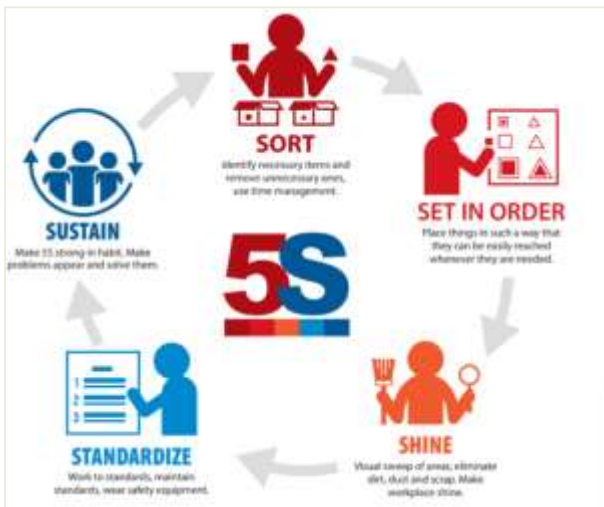 SORT
Identify necessary items and
remove unnecessary ones,
use time management.
SET IN ORDER
Place things in such a way that
they can be easily reached
whenever they are needed.
SHINE
Visual sweep of areas, eliminate
dirt, dust and scrap. Make
workplace shine.
STANDARDIZE
1
2
3
Work to standards, maintain
standards, wear safety equipment.
SUSTAIN
Make 5S strong in habit. Make
problems appear and solve them.
5S